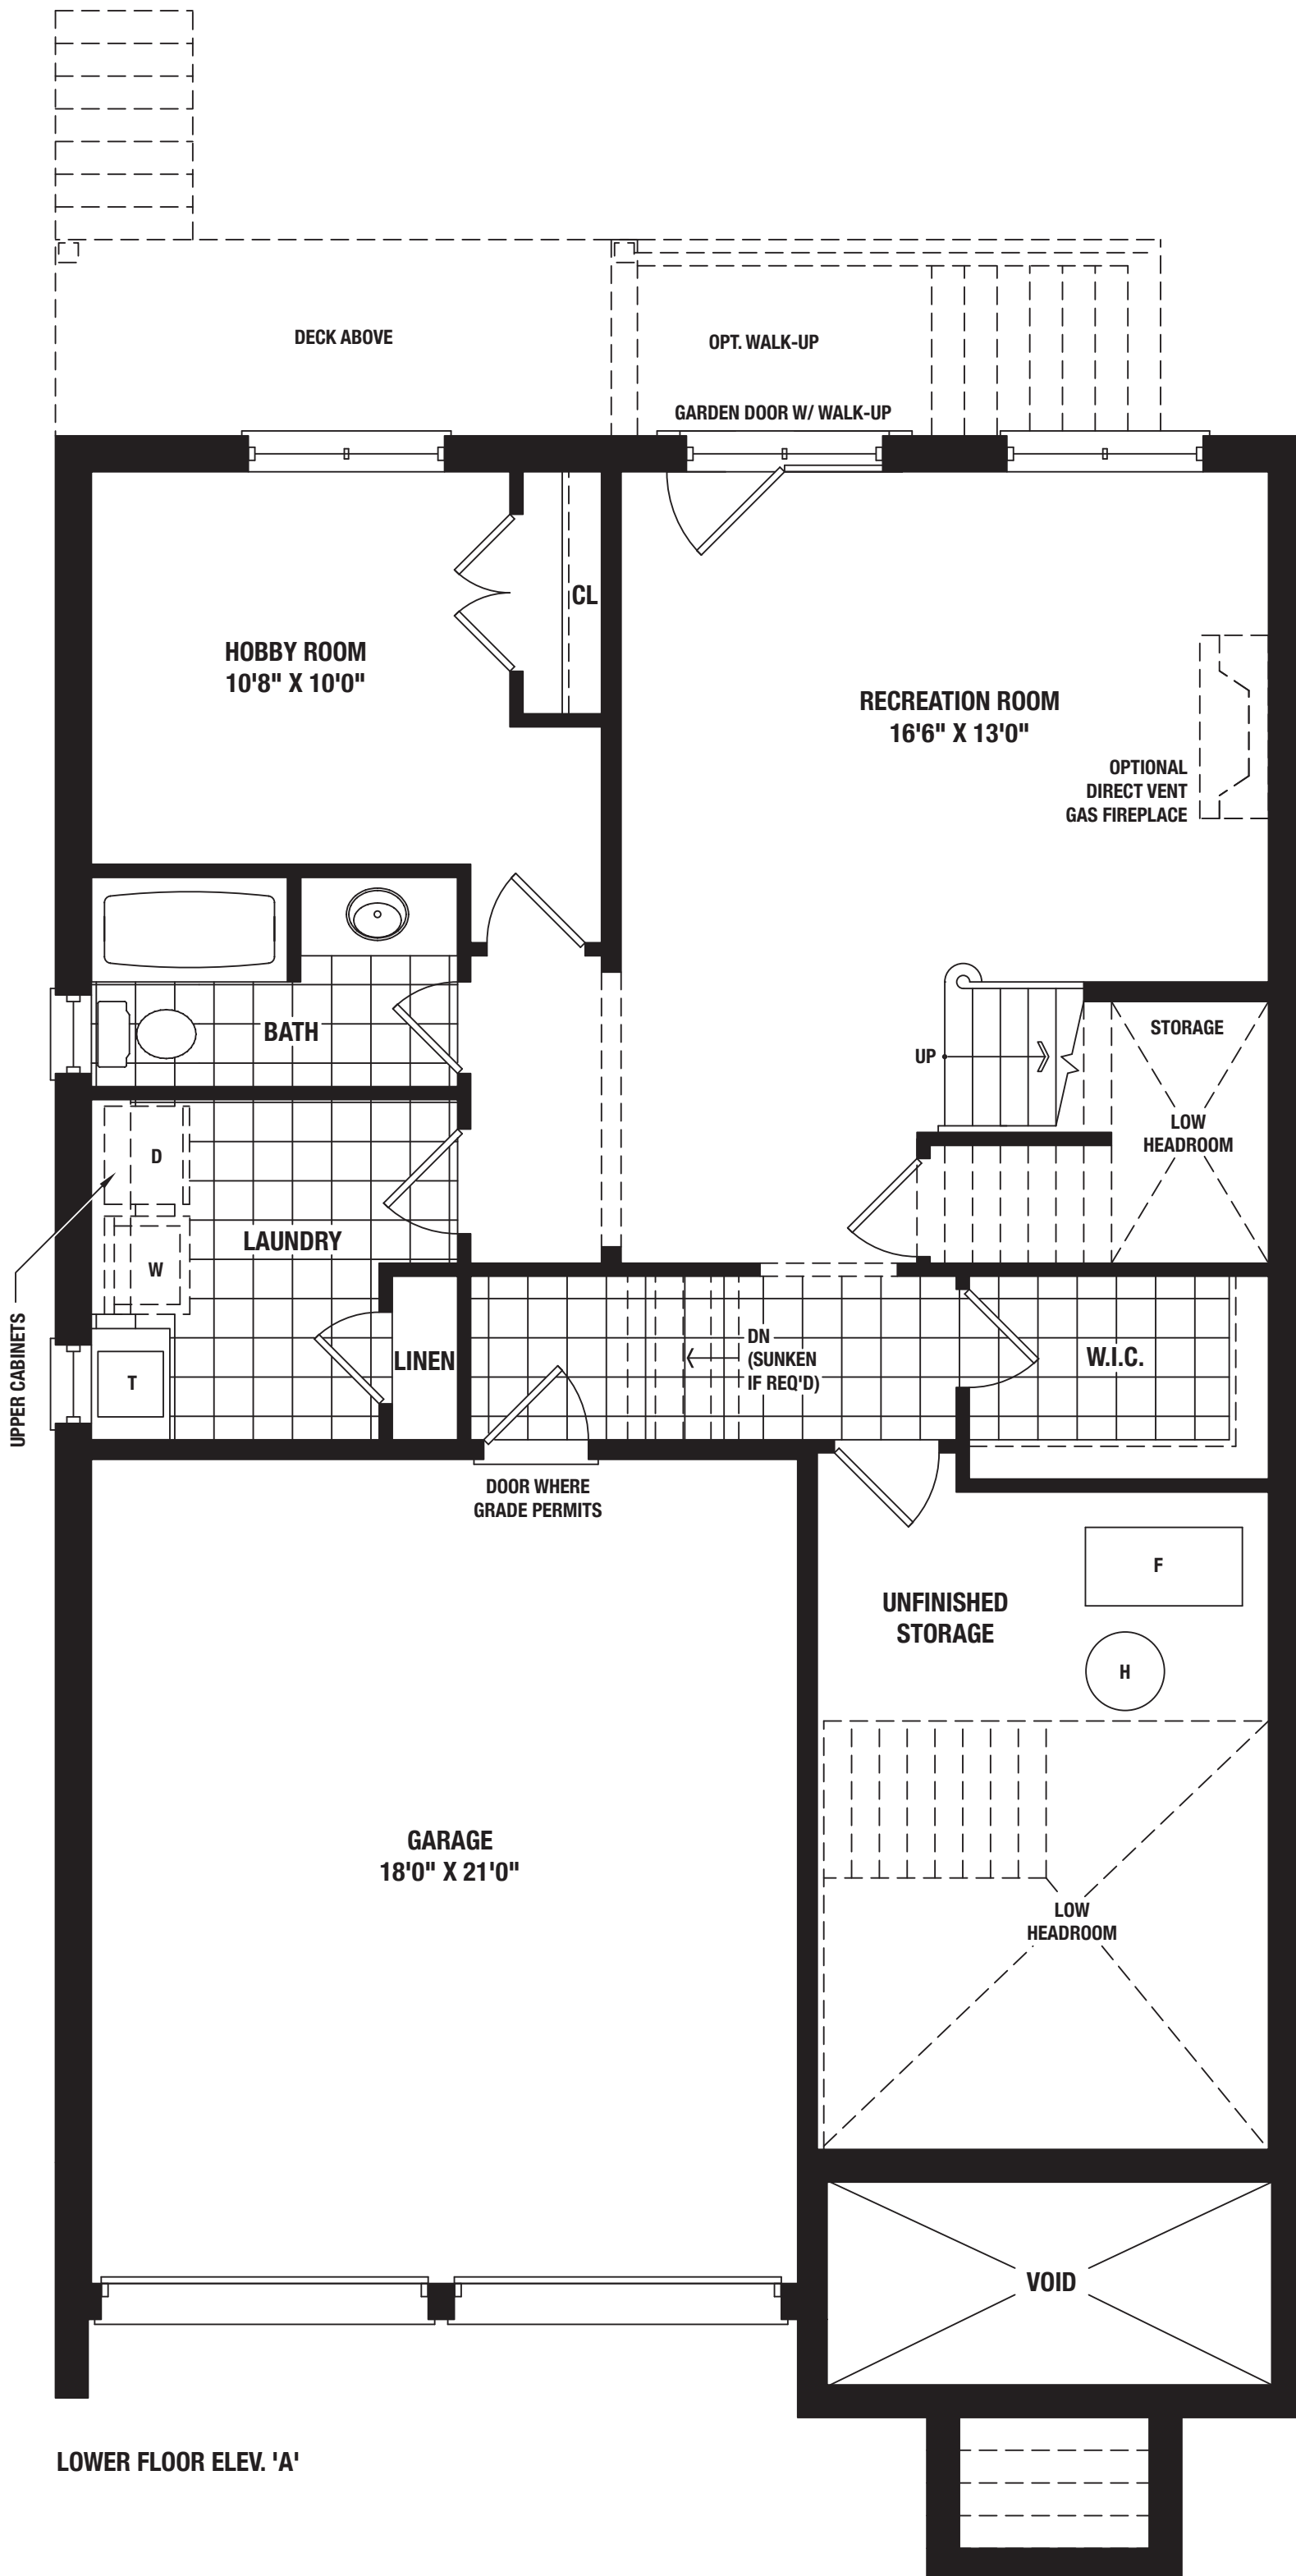 DECK ABOVE
OPT. WALK-UP
GARDEN DOOR W/ WALK-UP
CL
HOBBY ROOM
10'8" X 10'0"
RECREATION ROOM
16'6" X 13'0"
OPTIONAL
DIRECT VENT
GAS FIREPLACE
BATH
STORAGE
UP
LOW
HEADROOM
D
LAUNDRY
W
UPPER CABINETS
T
LINEN
DN
(SUNKEN
IF REQ'D)
W.I.C.
DOOR WHERE
GRADE PERMITS
F
UNFINISHED
STORAGE
H
GARAGE
18'0" X 21'0"
LOW
HEADROOM
VOID
LOWER FLOOR ELEV. 'A'